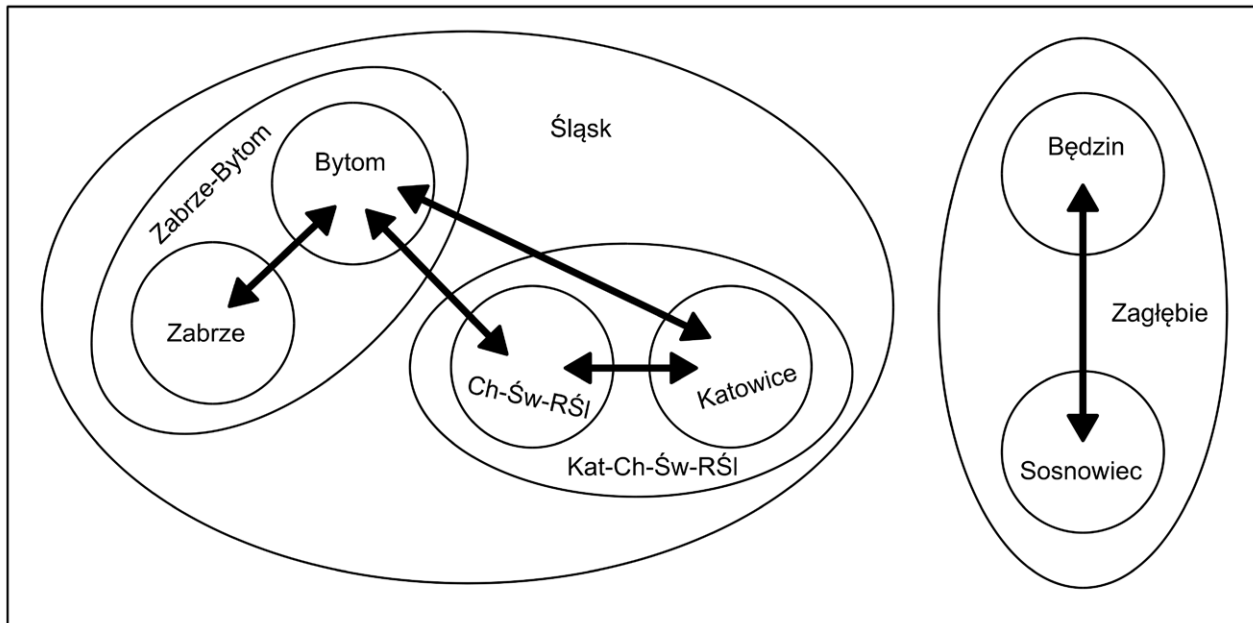 Śląsk
Zabrze-Bytom
Bytom
Zabrze
Ch-Św-RŚl
Katowice
Kat-Ch-Św-RŚl
Będzin
Zagłębie
Sosnowiec